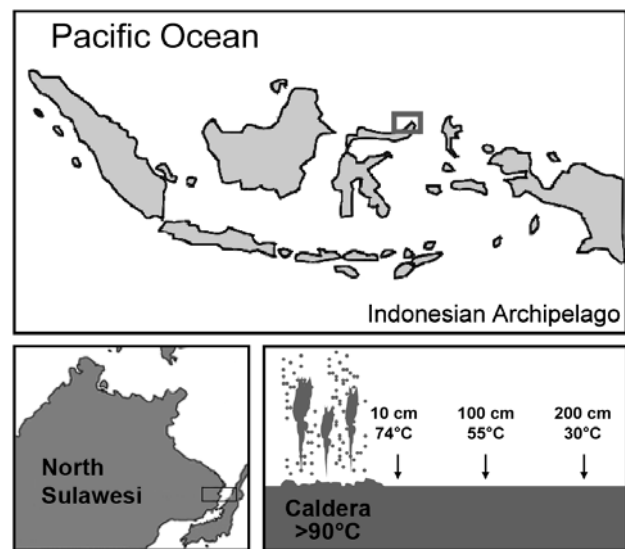 Pacific Ocean
Indonesian Archipelago
North
Sulawesi
10 cm
74°C
100 cm
55°C
200 cm
30°C
Caldera
>90°C